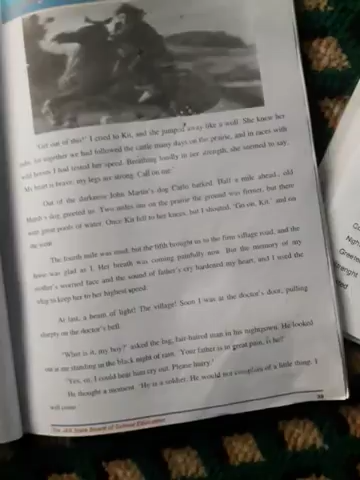 'Get out of this!' I cried to Kit, and she jumped away like a wolf. She knew her
rider, for together we had followed the cattle many days on the prairie, and in races with
wild horses I had tested her speed. Breathing loudly in her strength, she seemed to say,
'My heart is brave, my legs are strong. Call on me.'
Out of the darkness John Martin's dog Carlo barked. Half a mile ahead, old
Marsh's dog greeted us. Two miles on the prairie the ground was firmer, but there
were great pools of water. Once Kit fell to her knees, but I shouted, 'Go on, Kit,' and on
she went.
The fourth mile was mud, but the fifth brought us to the firm village road, and the
horse was glad as I. Her breath was coming painfully now. But the memory of my
mother's worried face and the sound of father's cry hardened my heart, and I used the
whip to keep her to her highest speed.
At last, a beam of light! The village! Soon I was at the doctor's door, pulling
sharply on the doctor's bell.
'What is it, my boy?' asked the big, fair-haired man in his nightgown. He looked
out at me standing in the black night of rain. 'Your father is in great pain, is he?'
'Yes, sir. I could hear him cry out. Please hurry.'
He thought a moment. 'He is a soldier. He would not complain of a little thing. I
will come.
The J&K State Board of School Education